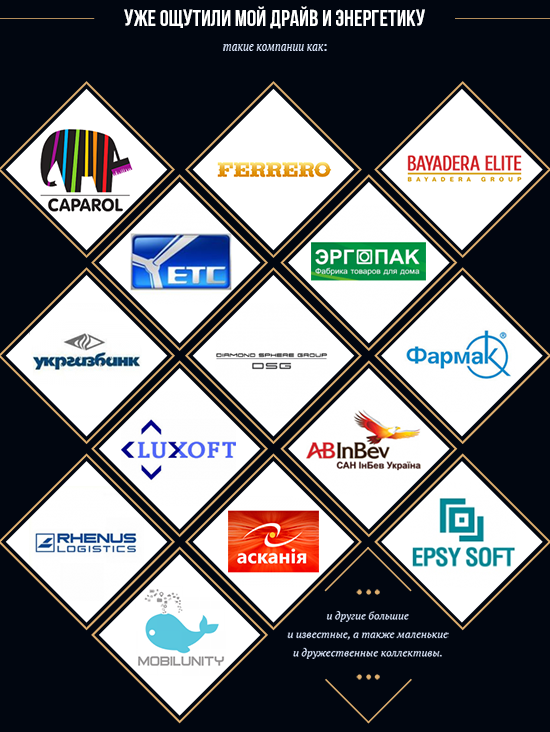 УЖЕ ОЩУТИЛИ МОЙ ДРАЙВ И ЭНЕРГЕТИКУ
такие компании как:
CAPAROL
FERRERO
BAYADERA ELITE
BAYADERA GROUP
ETC
ЭРГОПАК
Фабрика товаров для дома
укргазбанк
DIAMOND SPHERE GROUP
DSG
Фармак®
LUXOFT
ABInBev
САН ІнБев Україна
RHENUS
LOGISTICS
асканія
EPSY SOFT
MOBILUNITY
и другие большие
и известные, а также маленькие
и дружественные коллективы.